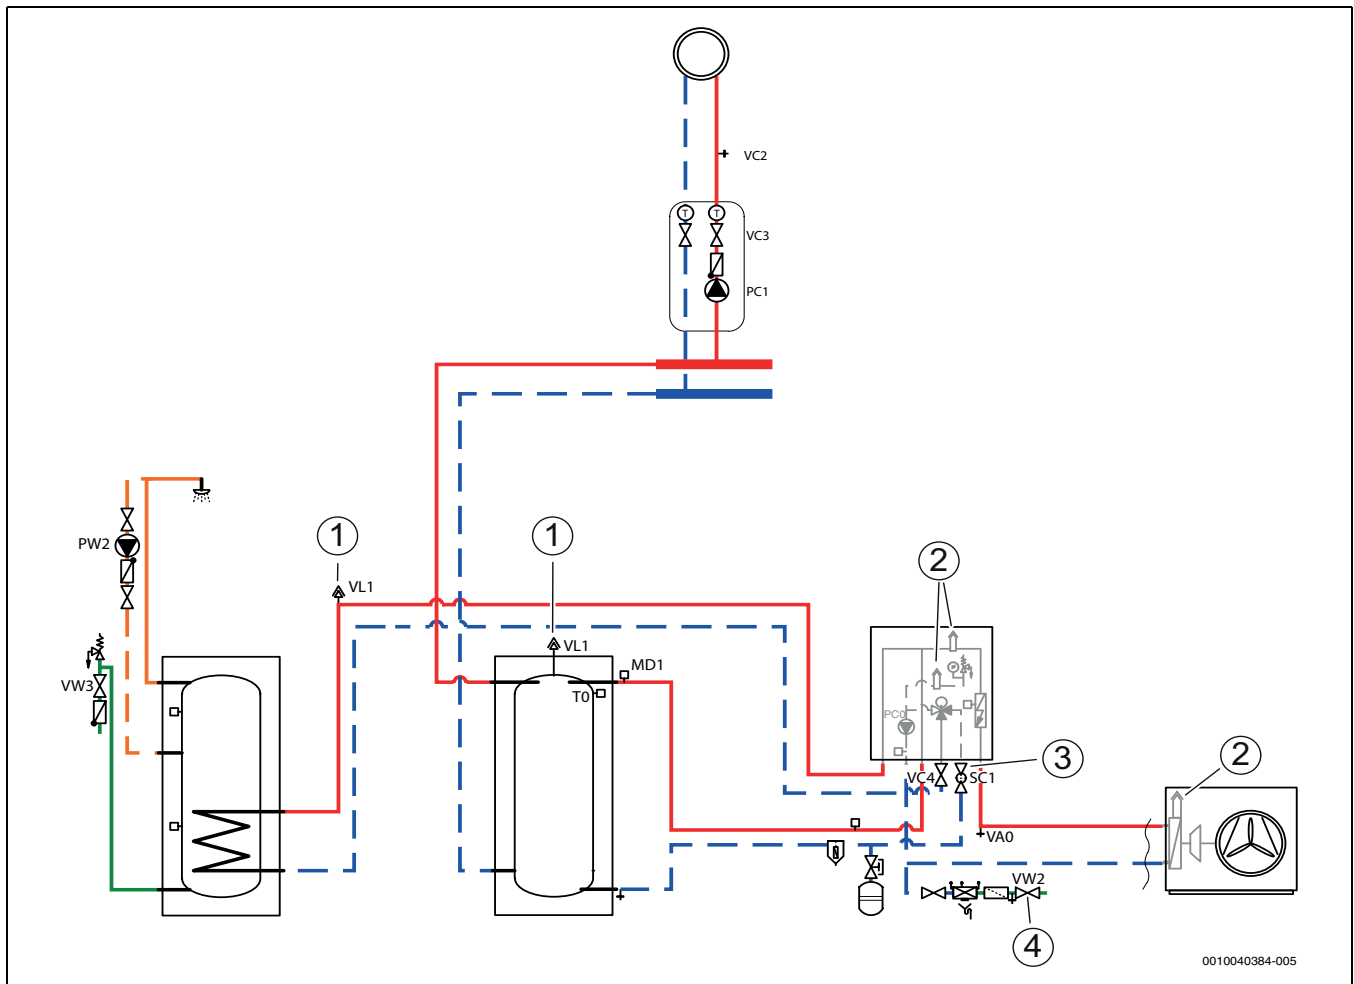 VC2
T T
VC3
PC1
PW2
1
VL1
1
VL1
2
MD1
T0
VW3
PC0
VC4
SC1
3
2
VA0
VW2
4
0010040384-005